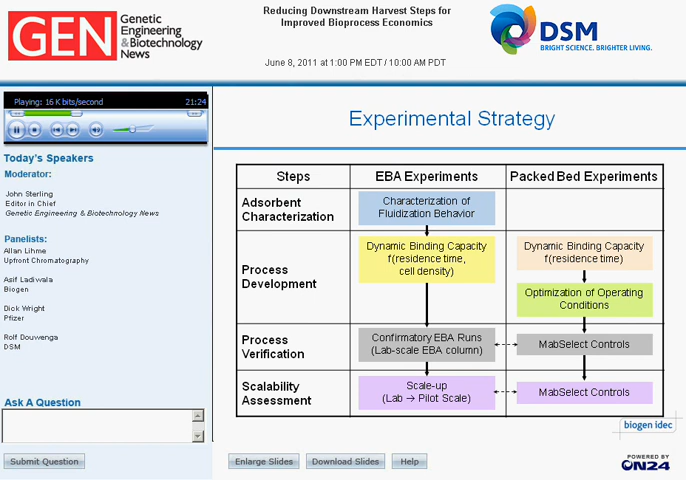 GEN
Genetic
Engineering
& Biotechnology
News
Reducing Downstream Harvest Steps for
Improved Bioprocess Economics
June 8, 2011 at 1:00 PM EDT / 10:00 AM PDT
DSM
BRIGHT SCIENCE. BRIGHTER LIVING.
Playing: 16 K bits/second
21:24
Today's Speakers
Moderator:
John Sterling
Editor in Chief
Genetic Engineering & Biotechnology News
Panelists:
Allan Lihme
Upfront Chromatography
Asif Ladiwala
Biogen
Dick Wright
Pfizer
Rolf Douwenga
DSM
Ask A Question
Submit Question
Experimental Strategy
Steps
EBA Experiments
Packed Bed Experiments
Adsorbent
Characterization
Characterization of
Fluidization Behavior
Process
Development
Dynamic Binding Capacity
f(residence time,
cell density)
Dynamic Binding Capacity
f(residence time)
Optimization of Operating
Conditions
Process
Verification
Confirmatory EBA Runs
(Lab-scale EBA column)
MabSelect Controls
Scalability
Assessment
Scale-up
(Lab → Pilot Scale)
MabSelect Controls
biogen idec
Enlarge Slides
Download Slides
Help
POWERED BY
ON24